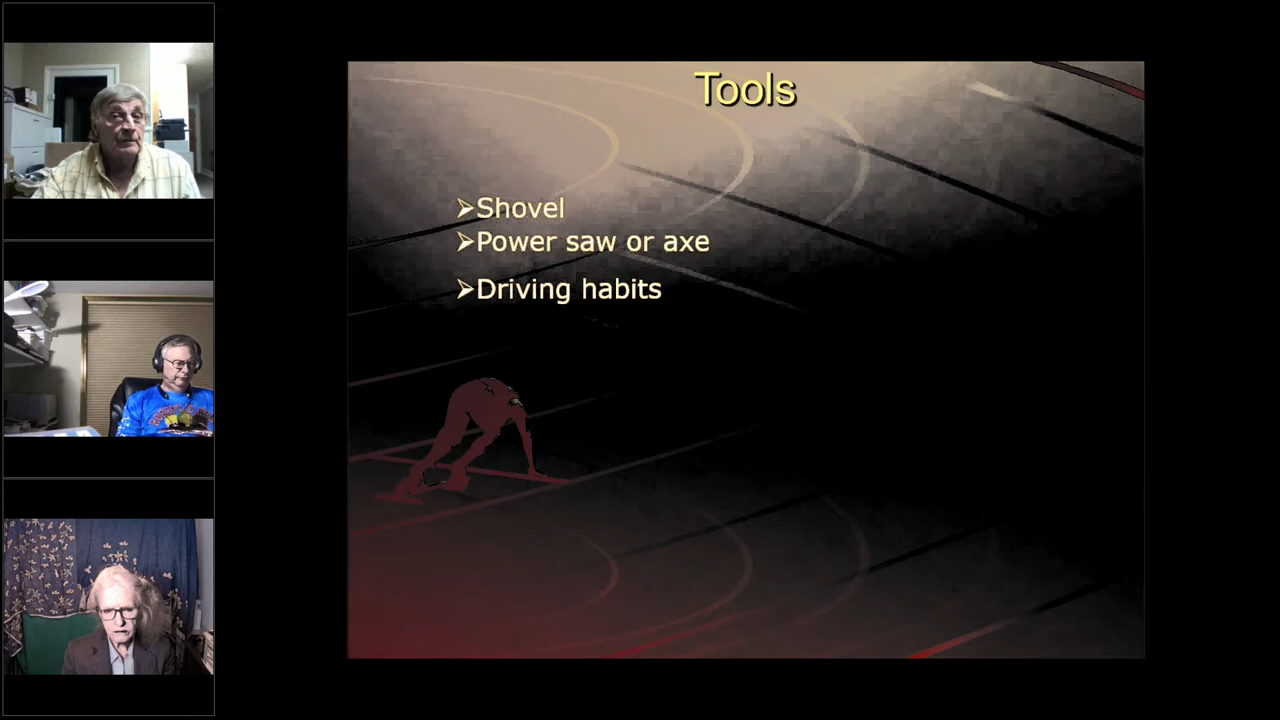 Tools
➢Shovel
➢Power saw or axe
➢Driving habits